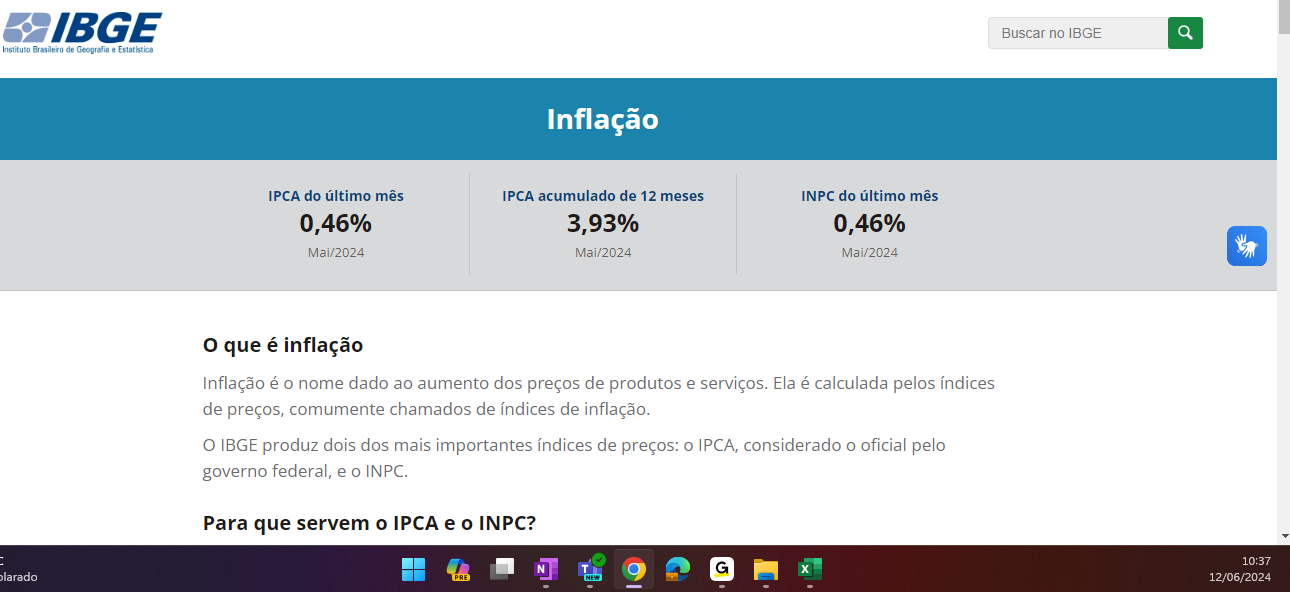 IBGE
Instituto Brasileiro de Geografia e Estatística
Buscar no IBGE
Inflação
IPCA do último mês
0,46%
Mai/2024
IPCA acumulado de 12 meses
3,93%
Mai/2024
INPC do último mês
0,46%
Mai/2024
O que é inflação
Inflação é o nome dado ao aumento dos preços de produtos e serviços. Ela é calculada pelos índices
de preços, comumente chamados de índices de inflação.
O IBGE produz dois dos mais importantes índices de preços: o IPCA, considerado o oficial pelo
governo federal, e o INPC.
Para que servem o IPCA e o INPC?
C
olarado
PRE
N
T
NEW
G
X
10:37
12/06/2024